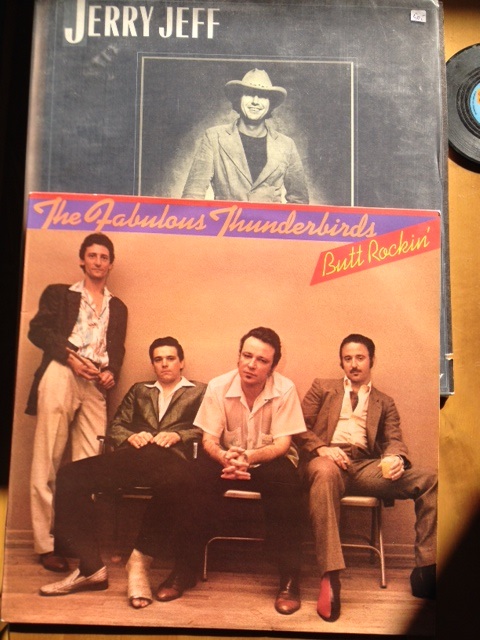 JERRY JEFF
The Fabulous Thunderbirds
Butt Rockin'